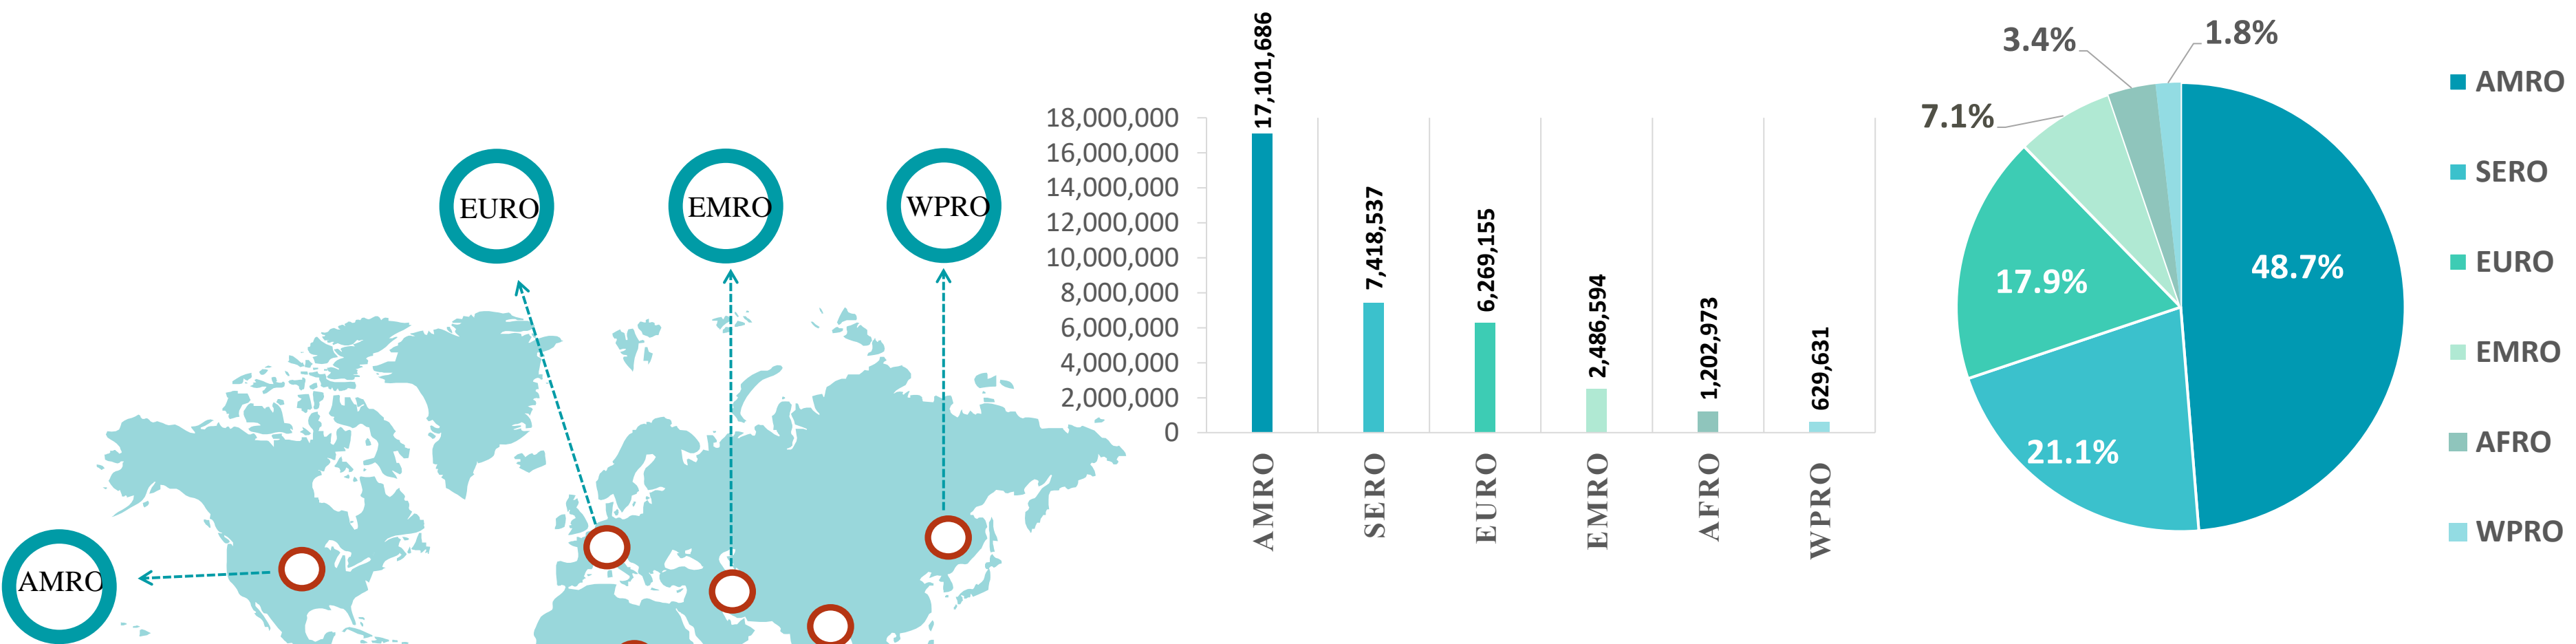 EURO
EMRO
WPRO
AMRO
18,000,000
16,000,000
14,000,000
12,000,000
10,000,000
8,000,000
6,000,000
4,000,000
2,000,000
0
17,101,686
7,418,537
6,269,155
2,486,594
1,202,973
629,631
AMRO
SERO
EURO
EMRO
AFRO
WPRO
3.4%
1.8%
7.1%
17.9%
48.7%
21.1%
AMRO
SERO
EURO
EMRO
AFRO
WPRO